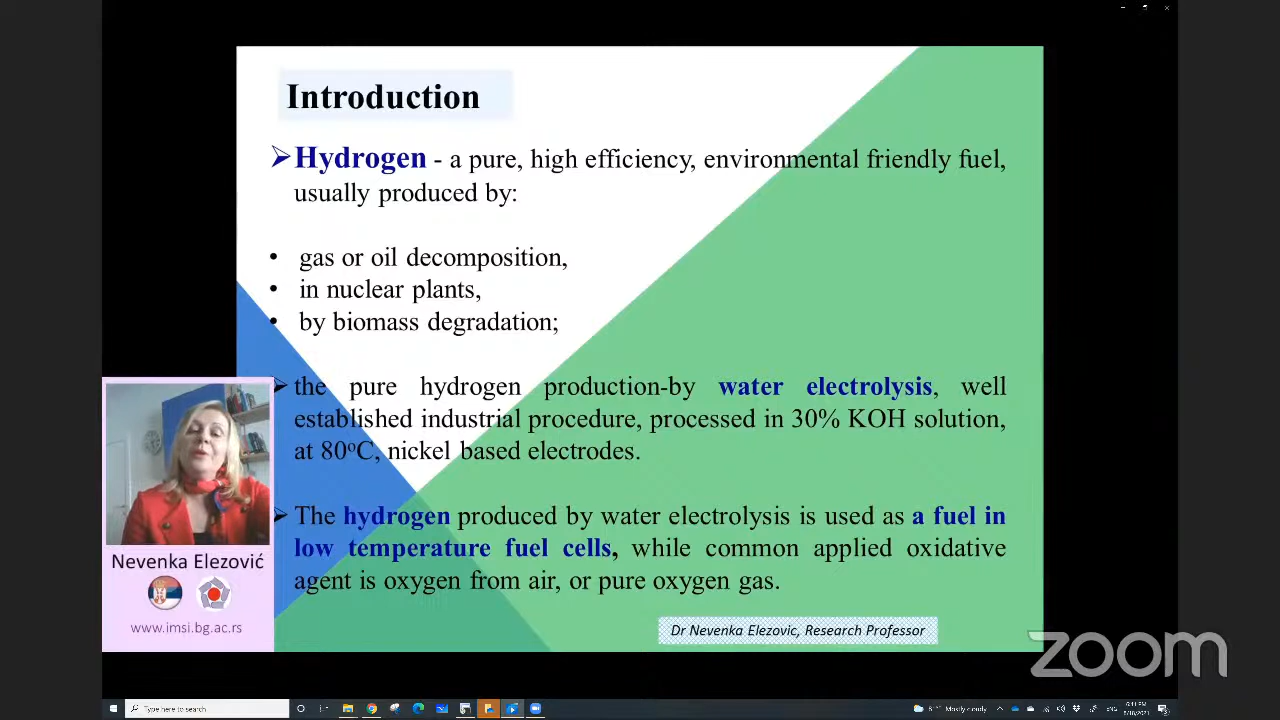 Introduction
➢Hydrogen - a pure, high efficiency, environmental friendly fuel,
usually produced by:
• gas or oil decomposition,
• in nuclear plants,
• by biomass degradation;
➢ the pure hydrogen production-by water electrolysis, well
established industrial procedure, processed in 30% KOH solution,
at 80°C, nickel based electrodes.
➢ The hydrogen produced by water electrolysis is used as a fuel in
low temperature fuel cells, while common applied oxidative
agent is oxygen from air, or pure oxygen gas.
Nevenka Elezović
www.imsi.bg.ac.rs
Dr Nevenka Elezovic, Research Professor
zoom
Type here to search
Mostly cloudy
ENG